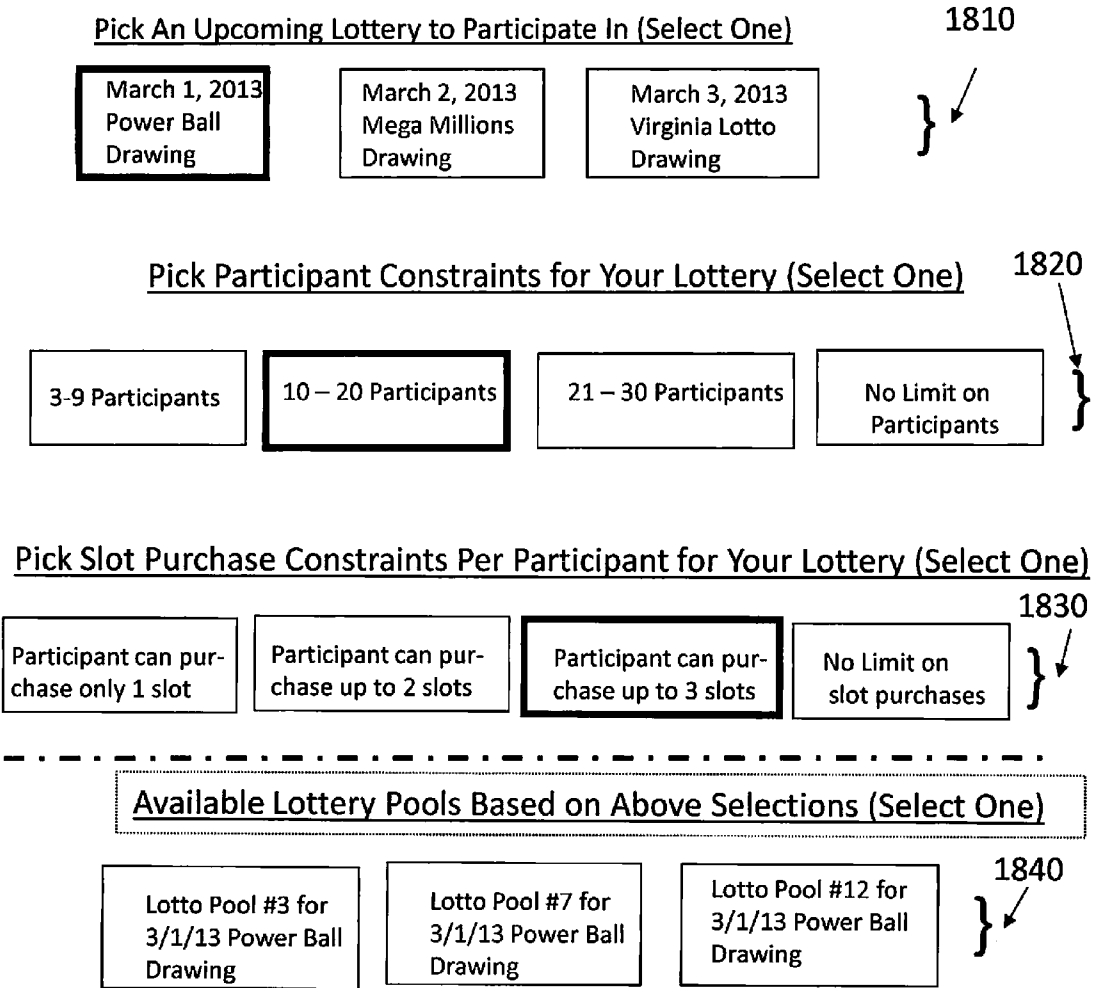 Pick An Upcoming Lottery to Participate In (Select One)
1810
March 1, 2013
Power Ball
Drawing
March 2, 2013
Mega Millions
Drawing
March 3, 2013
Virginia Lotto
Drawing
Pick Participant Constraints for Your Lottery (Select One)
1820
3-9 Participants
10 – 20 Participants
21 – 30 Participants
No Limit on
Participants
Pick Slot Purchase Constraints Per Participant for Your Lottery (Select One)
1830
Participant can pur-
chase only 1 slot
Participant can pur-
chase up to 2 slots
Participant can pur-
chase up to 3 slots
No Limit on
slot purchases
Available Lottery Pools Based on Above Selections (Select One)
1840
Lotto Pool #3 for
3/1/13 Power Ball
Drawing
Lotto Pool #7 for
3/1/13 Power Ball
Drawing
Lotto Pool #12 for
3/1/13 Power Ball
Drawing